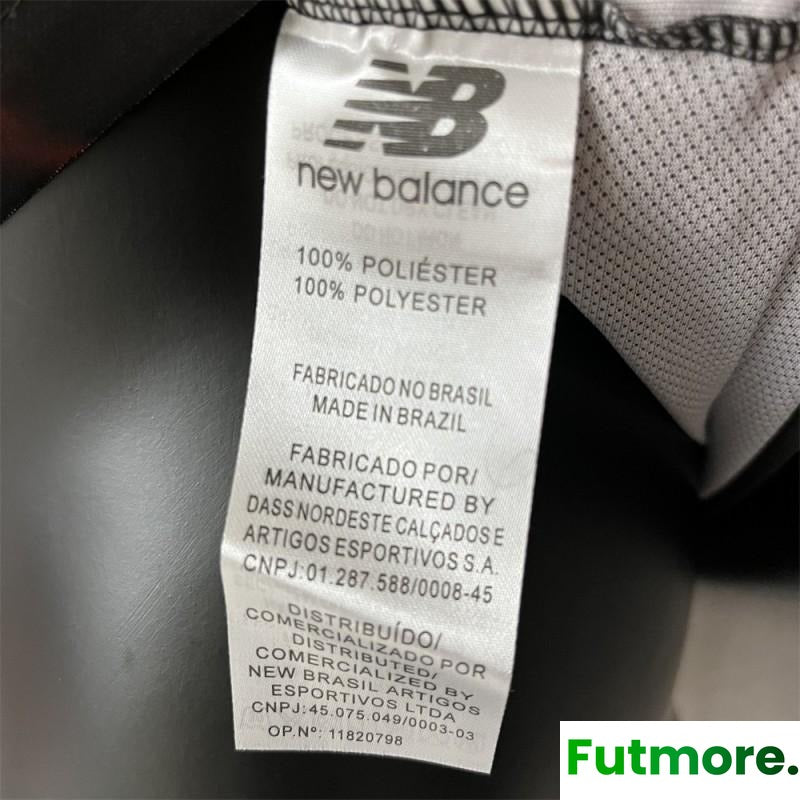 NB
new balance
100% POLIÉSTER
100% POLYESTER
FABRICADO NO BRASIL
MADE IN BRAZIL
FABRICADO POR/
MANUFACTURED BY
DASS NORDESTE CALÇADOS E
ARTIGOS ESPORTIVOS S.A.
CNPJ:01.287.588/0008-45
DISTRIBUÍDO/
COMERCIALIZADO POR
DISTRIBUTED/
COMERCIALIZED BY
NEW BRASIL ARTIGOS
ESPORTIVOS LTDA
CNPJ:45.075.049/0003-03
OP.Nº: 11820798
Futmore.